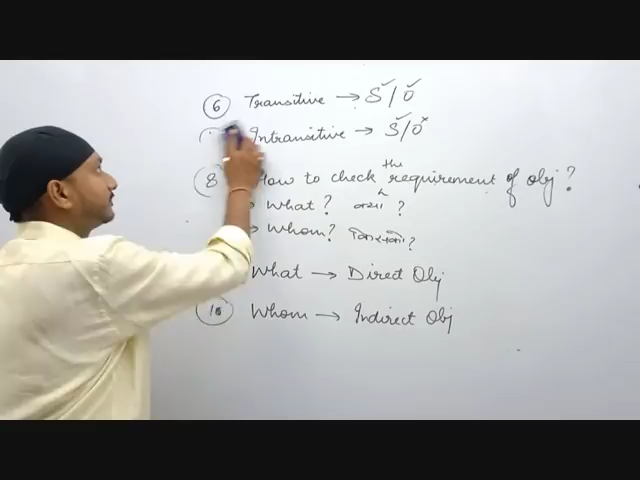 6 Transitive → S✓/O✓
Intransitive → S✓/O×
8 How to check the requirement of obj?
What? क्या ?
Whom? किसको?
What → Direct Obj
10 Whom → Indirect Obj